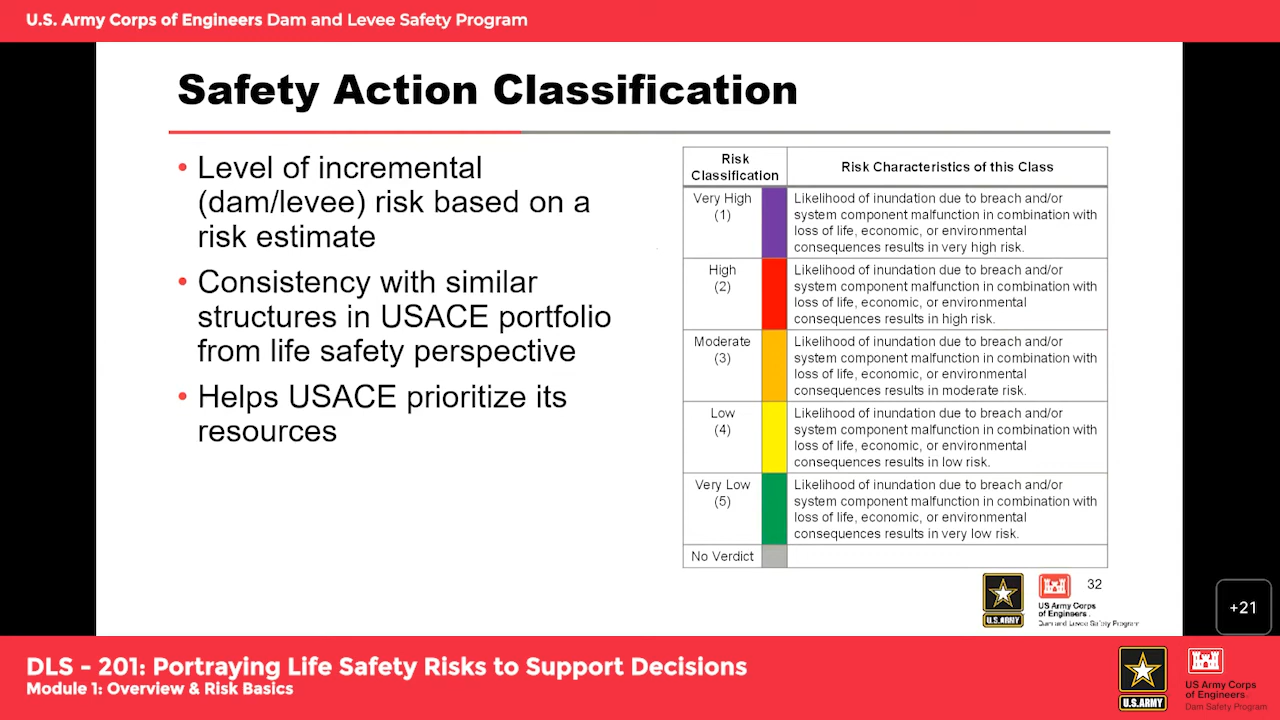 U.S. Army Corps of Engineers Dam and Levee Safety Program
Safety Action Classification
• Level of incremental
(dam/levee) risk based on a
risk estimate
• Consistency with similar
structures in USACE portfolio
from life safety perspective
• Helps USACE prioritize its
resources
Risk
Classification
Risk Characteristics of this Class
Very High
(1)
Likelihood of inundation due to breach and/or
system component malfunction in combination with
loss of life, economic, or environmental
consequences results in very high risk.
High
(2)
Likelihood of inundation due to breach and/or
system component malfunction in combination with
loss of life, economic, or environmental
consequences results in high risk.
Moderate
(3)
Likelihood of inundation due to breach and/or
system component malfunction in combination with
loss of life, economic, or environmental
consequences results in moderate risk.
Low
(4)
Likelihood of inundation due to breach and/or
system component malfunction in combination with
loss of life, economic, or environmental
consequences results in low risk.
Very Low
(5)
Likelihood of inundation due to breach and/or
system component malfunction in combination with
loss of life, economic, or environmental
consequences results in very low risk.
No Verdict
U.S.ARMY
US Army Corps
of Engineers.
Dam and Levee Safety Program
32
+21
DLS - 201: Portraying Life Safety Risks to Support Decisions
Module 1: Overview & Risk Basics
U.S.ARMY
US Army Corps
of Engineers.
Dam Safety Program